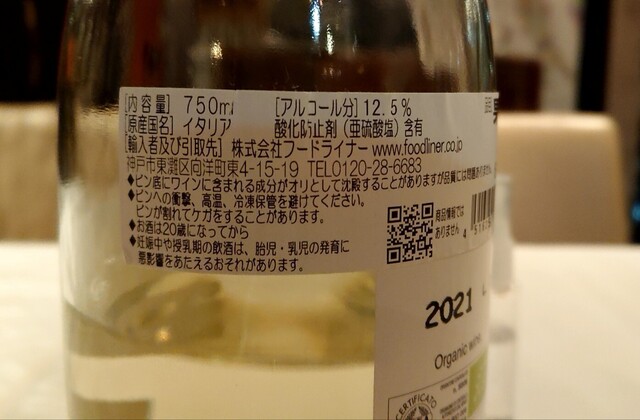 [内容量] 750ml [アルコール分] 12.5%
[原産国名] イタリア 酸化防止剤(亜硫酸塩)含有
[輸入者及び引取先] 株式会社フードライナー www.foodliner.co.jp
神戸市東灘区向洋町東4-15-19 TEL0120-28-6683
◆ビン底にワインに含まれる成分がオリとして沈殿することがありますが品質には問題ありません。
◆ビンへの衝撃、高温、冷凍保管を避けてください。
ビンが割れてケガをすることがあります。
◆お酒は20歳になってから
◆妊娠中や授乳期の飲酒は、胎児・乳児の発育に
悪影響をあたえるおそれがあります。
商品情報では
ありません
2021
Organic
CERTIFICATO